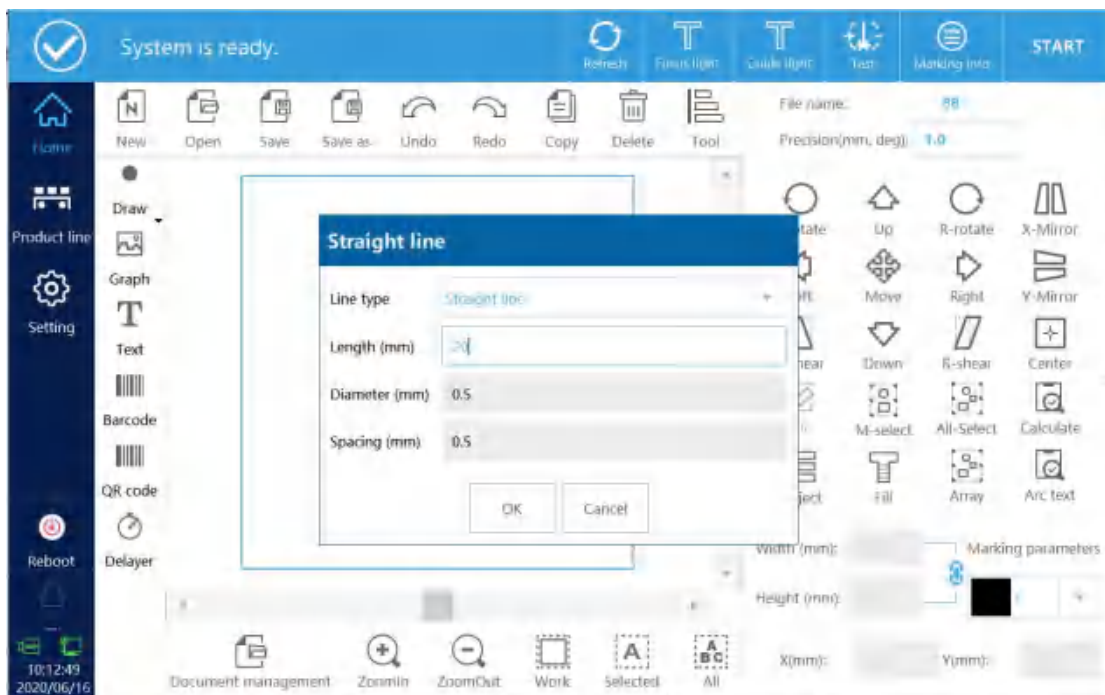 System is ready.
Refresh
Focus light
Guide light
Test
Marking info
START
Home
Product line
Setting
Reboot
10:12:49
2020/06/16
New
Open
Save
Save as
Undo
Redo
Copy
Delete
Tool
File name:
88
Precision(mm, deg):
1.0
Draw
Graph
Text
Barcode
QR code
Delayer
Straight line
Line type
Straight line
Length (mm)
20
Diameter (mm)
0.5
Spacing (mm)
0.5
OK
Cancel
Up
R-rotate
X-Mirror
Move
Right
Y-Mirror
Down
R-shear
Center
M-select
All-Select
Calculate
Fill
Array
Arc text
Width (mm):
Marking parameters
Height (mm):
X(mm):
Y(mm):
Document management
ZoomIn
ZoomOut
Work
Selected
All